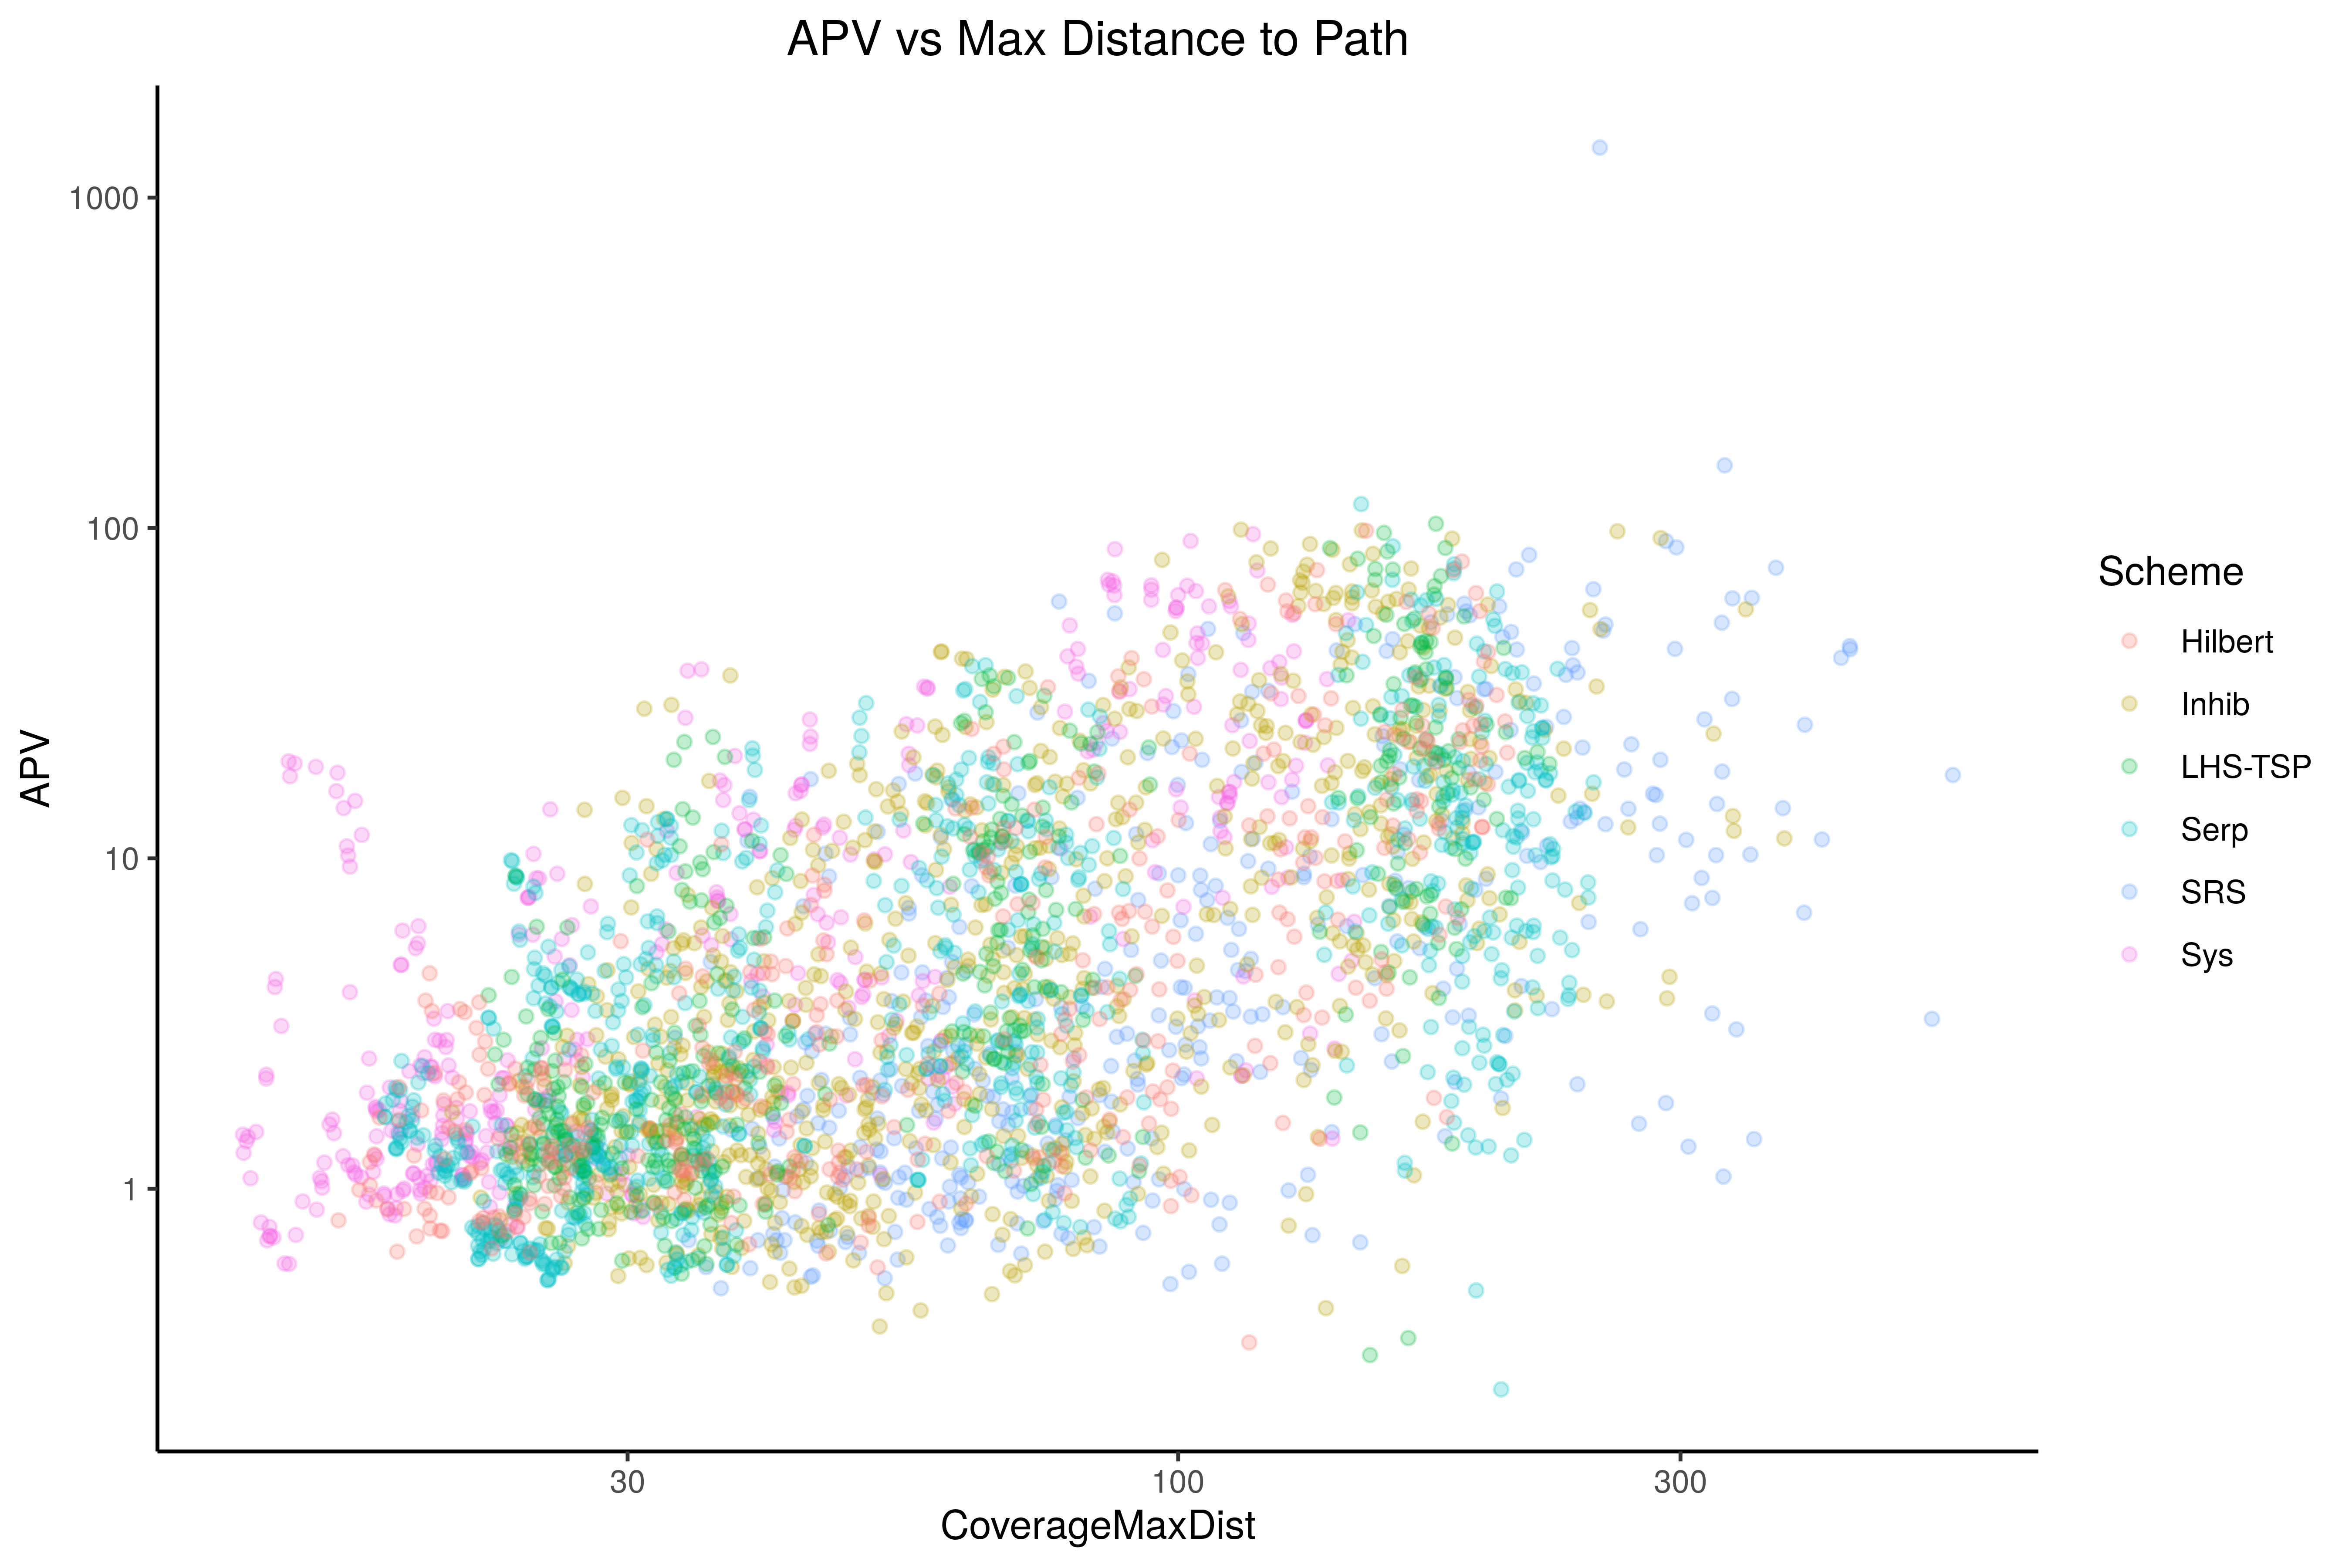 APV vs Max Distance to Path
1000
100
10
1
APV
30
100
300
CoverageMaxDist
Scheme
Hilbert
Inhib
LHS-TSP
Serp
SRS
Sys